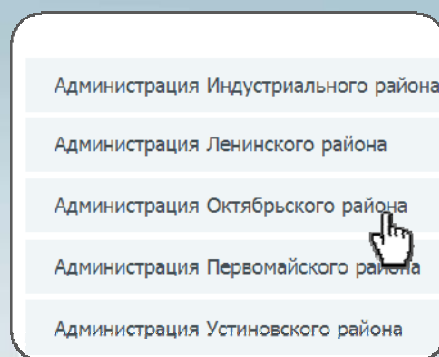 Администрация Индустриального района
Администрация Ленинского района
Администрация Октябрьского района
Администрация Первомайского района
Администрация Устиновского района